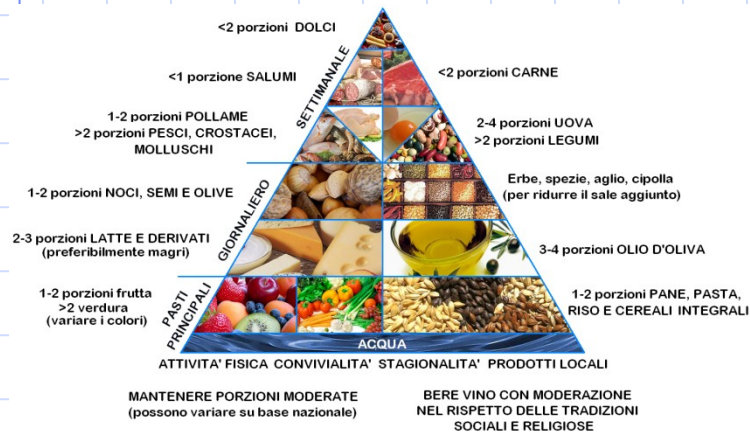 <2 porzioni DOLCI
<1 porzione SALUMI
<2 porzioni CARNE
SETTIMANALE
1-2 porzioni POLLAME
>2 porzioni PESCI, CROSTACEI,
MOLLUSCHI
2-4 porzioni UOVA
>2 porzioni LEGUMI
1-2 porzioni NOCI, SEMI E OLIVE
Erbe, spezie, aglio, cipolla
(per ridurre il sale aggiunto)
GIORNALIERO
2-3 porzioni LATTE E DERIVATI
(preferibilmente magri)
3-4 porzioni OLIO D'OLIVA
1-2 porzioni frutta
>2 verdura
(variare i colori)
PASTI
PRINCIPALI
1-2 porzioni PANE, PASTA,
RISO E CEREALI INTEGRALI
ACQUA
ATTIVITA' FISICA CONVIVIALITA' STAGIONALITA' PRODOTTI LOCALI
MANTENERE PORZIONI MODERATE
(possono variare su base nazionale)
BERE VINO CON MODERAZIONE
NEL RISPETTO DELLE TRADIZIONI
SOCIALI E RELIGIOSE